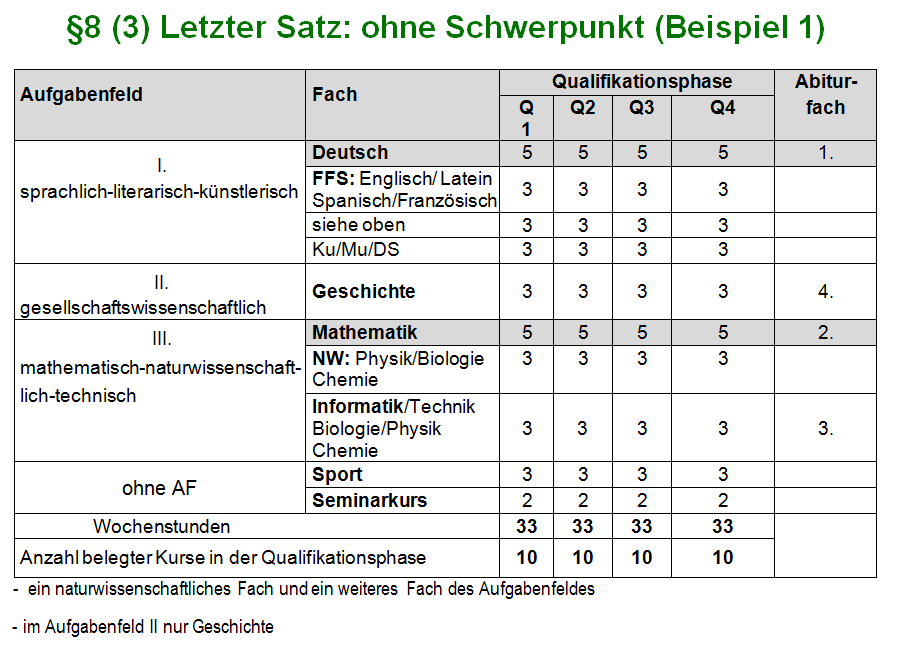 §8 (3) Letzter Satz: ohne Schwerpunkt (Beispiel 1)
Aufgabenfeld Fach Qualifikationsphase Abitur-
fach
Q
1 Q2 Q3 Q4
I.
sprachlich-literarisch-künstlerisch
Deutsch 5 5 5 5 1.
FFS: Englisch/ Latein
Spanisch/Französisch 3 3 3 3
siehe oben 3 3 3 3
Ku/Mu/DS 3 3 3 3
II.
gesellschaftswissenschaftlich
Geschichte 3 3 3 3 4.
III.
mathematisch-naturwissenschaft-
lich-technisch
Mathematik 5 5 5 5 2.
NW: Physik/Biologie
Chemie 3 3 3 3
Informatik/Technik
Biologie/Physik
Chemie 3 3 3 3 3.
ohne AF
Sport 3 3 3 3
Seminarkurs 2 2 2 2
Wochenstunden 33 33 33 33
Anzahl belegter Kurse in der Qualifikationsphase 10 10 10 10
- ein naturwissenschaftliches Fach und ein weiteres Fach des Aufgabenfeldes
- im Aufgabenfeld II nur Geschichte